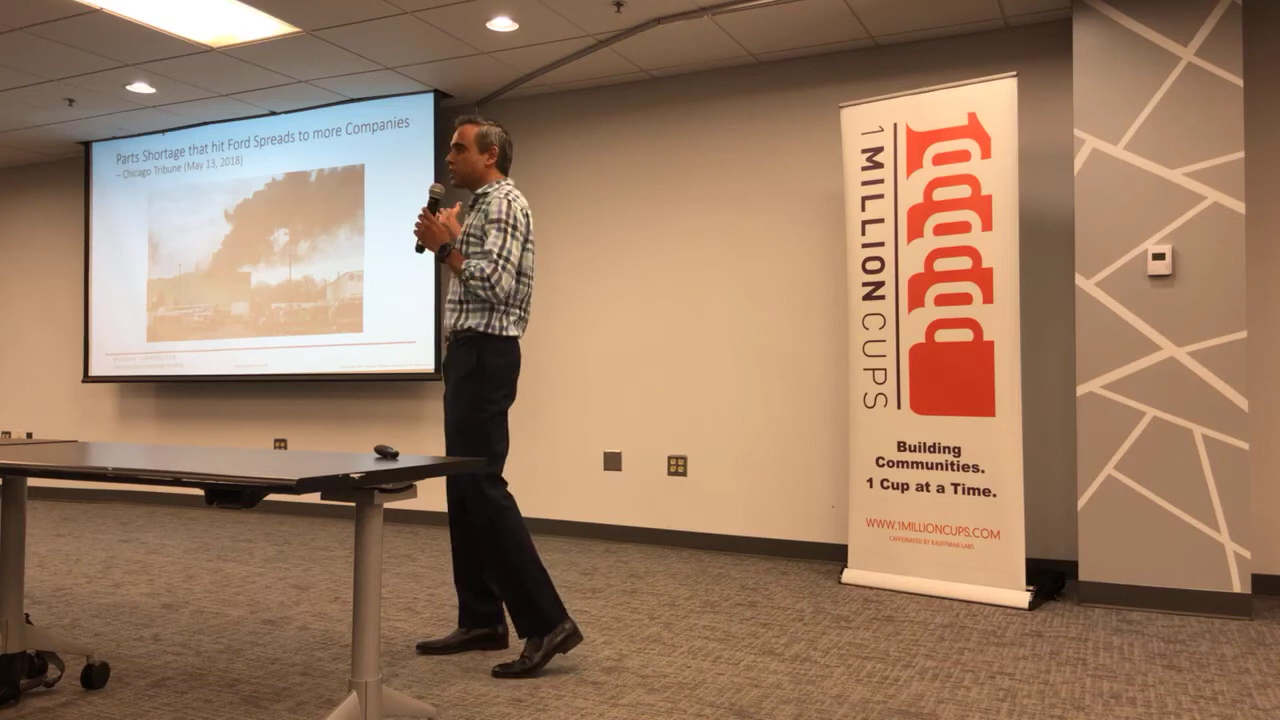 Parts Shortage that hit Ford Spreads to more Companies
– Chicago Tribune (May 13, 2018)
1 MILLION CUPS
Building
Communities.
1 Cup at a Time.
WWW.1MILLIONCUPS.COM
CAFFEINATED BY KAUFFMAN LABS